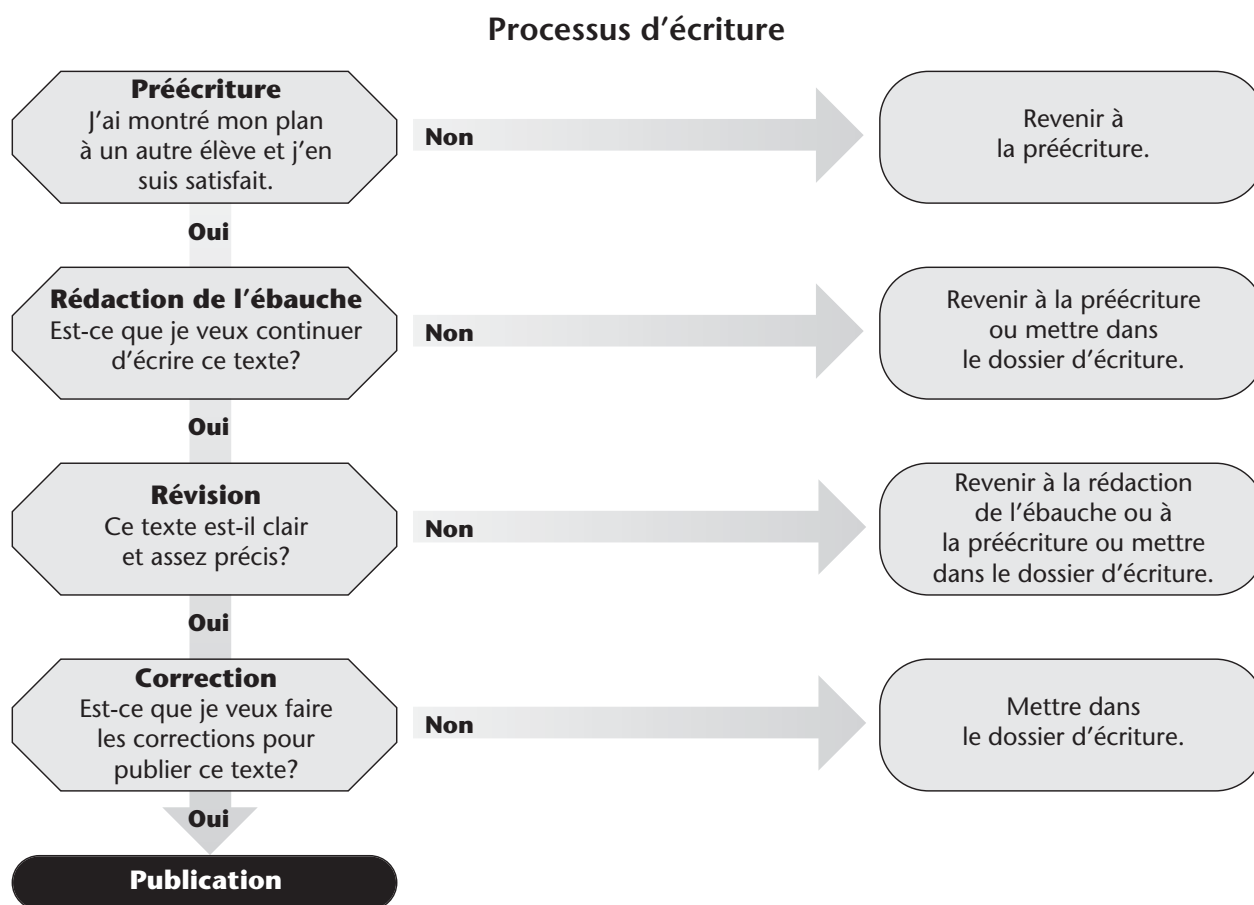 Processus d’écriture
Préécriture
J’ai montré mon plan
à un autre élève et j’en
suis satisfait.
Non
Revenir à
la préécriture.
Oui
Rédaction de l’ébauche
Est-ce que je veux continuer
d’écrire ce texte?
Non
Revenir à la préécriture
ou mettre dans
le dossier d’écriture.
Oui
Révision
Ce texte est-il clair
et assez précis?
Non
Revenir à la rédaction
de l’ébauche ou à
la préécriture ou mettre
dans le dossier d’écriture.
Oui
Correction
Est-ce que je veux faire
les corrections pour
publier ce texte?
Non
Mettre dans
le dossier d’écriture.
Oui
Publication